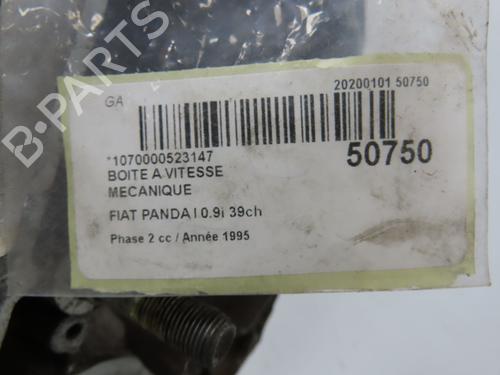 B-PARTS
GA
20200101 50750
*1070000523147
50750
BOITE A VITESSE
MECANIQUE
FIAT PANDA I 0.9i 39ch
Phase 2 cc / Année 1995